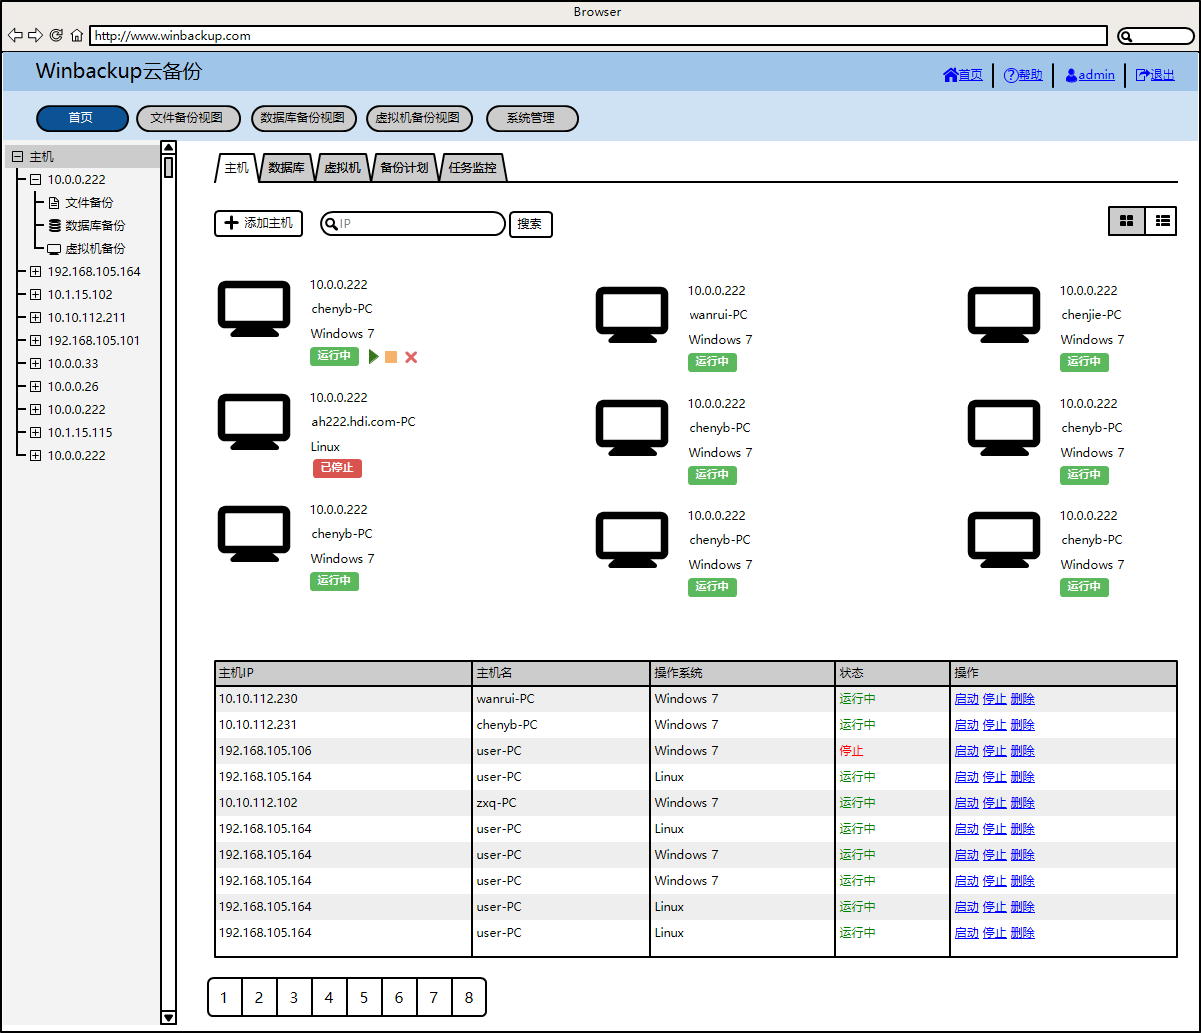 Browser
http://www.winbackup.com
Winbackup云备份
首页
帮助
admin
退出
首页
文件备份视图
数据库备份视图
虚拟机备份视图
系统管理
主机
10.0.0.222
文件备份
数据库备份
虚拟机备份
192.168.105.164
10.1.15.102
10.10.112.211
192.168.105.101
10.0.0.33
10.0.0.26
10.0.0.222
10.1.15.115
10.0.0.222
主机 数据库 虚拟机 备份计划 任务监控
添加主机
IP
搜索
10.0.0.222
chenyb-PC
Windows 7
运行中
10.0.0.222
wanrui-PC
Windows 7
运行中
10.0.0.222
chenjie-PC
Windows 7
运行中
10.0.0.222
ah222.hdi.com-PC
Linux
已停止
10.0.0.222
chenyb-PC
Windows 7
运行中
10.0.0.222
chenyb-PC
Windows 7
运行中
10.0.0.222
chenyb-PC
Windows 7
运行中
10.0.0.222
chenyb-PC
Windows 7
运行中
10.0.0.222
chenyb-PC
Windows 7
运行中
主机IP 主机名 操作系统 状态 操作
10.10.112.230 wanrui-PC Windows 7 运行中 启动 停止 删除
10.10.112.231 chenyb-PC Windows 7 运行中 启动 停止 删除
192.168.105.106 user-PC Windows 7 停止 启动 停止 删除
192.168.105.164 user-PC Linux 运行中 启动 停止 删除
10.10.112.102 zxq-PC Windows 7 运行中 启动 停止 删除
192.168.105.164 user-PC Linux 运行中 启动 停止 删除
192.168.105.164 user-PC Windows 7 运行中 启动 停止 删除
192.168.105.164 user-PC Windows 7 运行中 启动 停止 删除
192.168.105.164 user-PC Linux 运行中 启动 停止 删除
192.168.105.164 user-PC Linux 运行中 启动 停止 删除
1 2 3 4 5 6 7 8